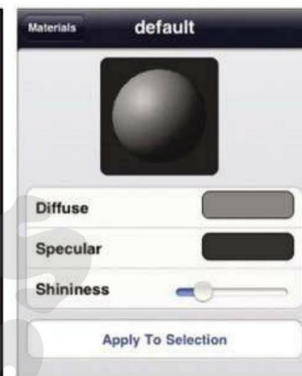 Materials
default
Diffuse
Specular
Shininess
Apply To Selection